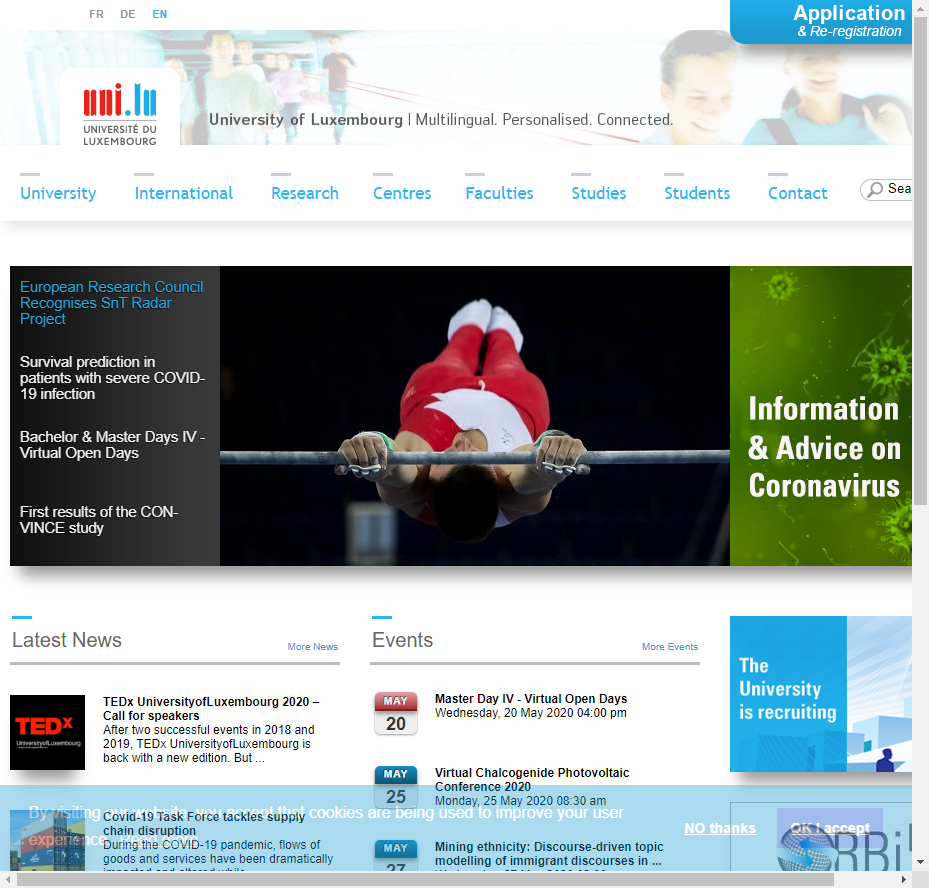 FR DE EN
Application
& Re-registration
uni.lu
UNIVERSITÉ DU
LUXEMBOURG
University of Luxembourg | Multilingual. Personalised. Connected.
University International Research Centres Faculties Studies Students Contact Sea
European Research Council
Recognises SnT Radar
Project
Survival prediction in
patients with severe COVID-
19 infection
Bachelor & Master Days IV -
Virtual Open Days
First results of the CON-
VINCE study
Information
& Advice on
Coronavirus
Latest News More News
TEDx
UniversityofLuxembourg
TEDx UniversityofLuxembourg 2020 –
Call for speakers
After two successful events in 2018 and
2019, TEDx UniversityofLuxembourg is
back with a new edition. But ...
Covid-19 Task Force tackles supply
chain disruption
During the COVID-19 pandemic, flows of
goods and services have been dramatically
impacted and altered while
Events More Events
MAY
20
Master Day IV - Virtual Open Days
Wednesday, 20 May 2020 04:00 pm
MAY
25
Virtual Chalcogenide Photovoltaic
Conference 2020
Monday, 25 May 2020 08:30 am
MAY
27
Mining ethnicity: Discourse-driven topic
modelling of immigrant discourses in ...
The
University
is recruiting
By visiting our website, you accept that cookies are being used to improve your user
experience. Read more
NO thanks
OK I accept
ORBi